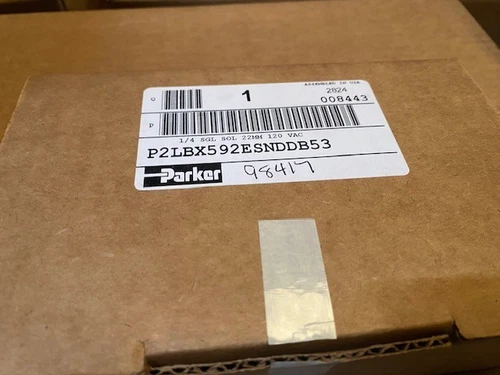 ASSEMBLED IN USA
Q 1 2824
008443
P
1/4 SGL SOL 22MM 120 VAC
P2LBX592ESNDDB53
Parker 98417